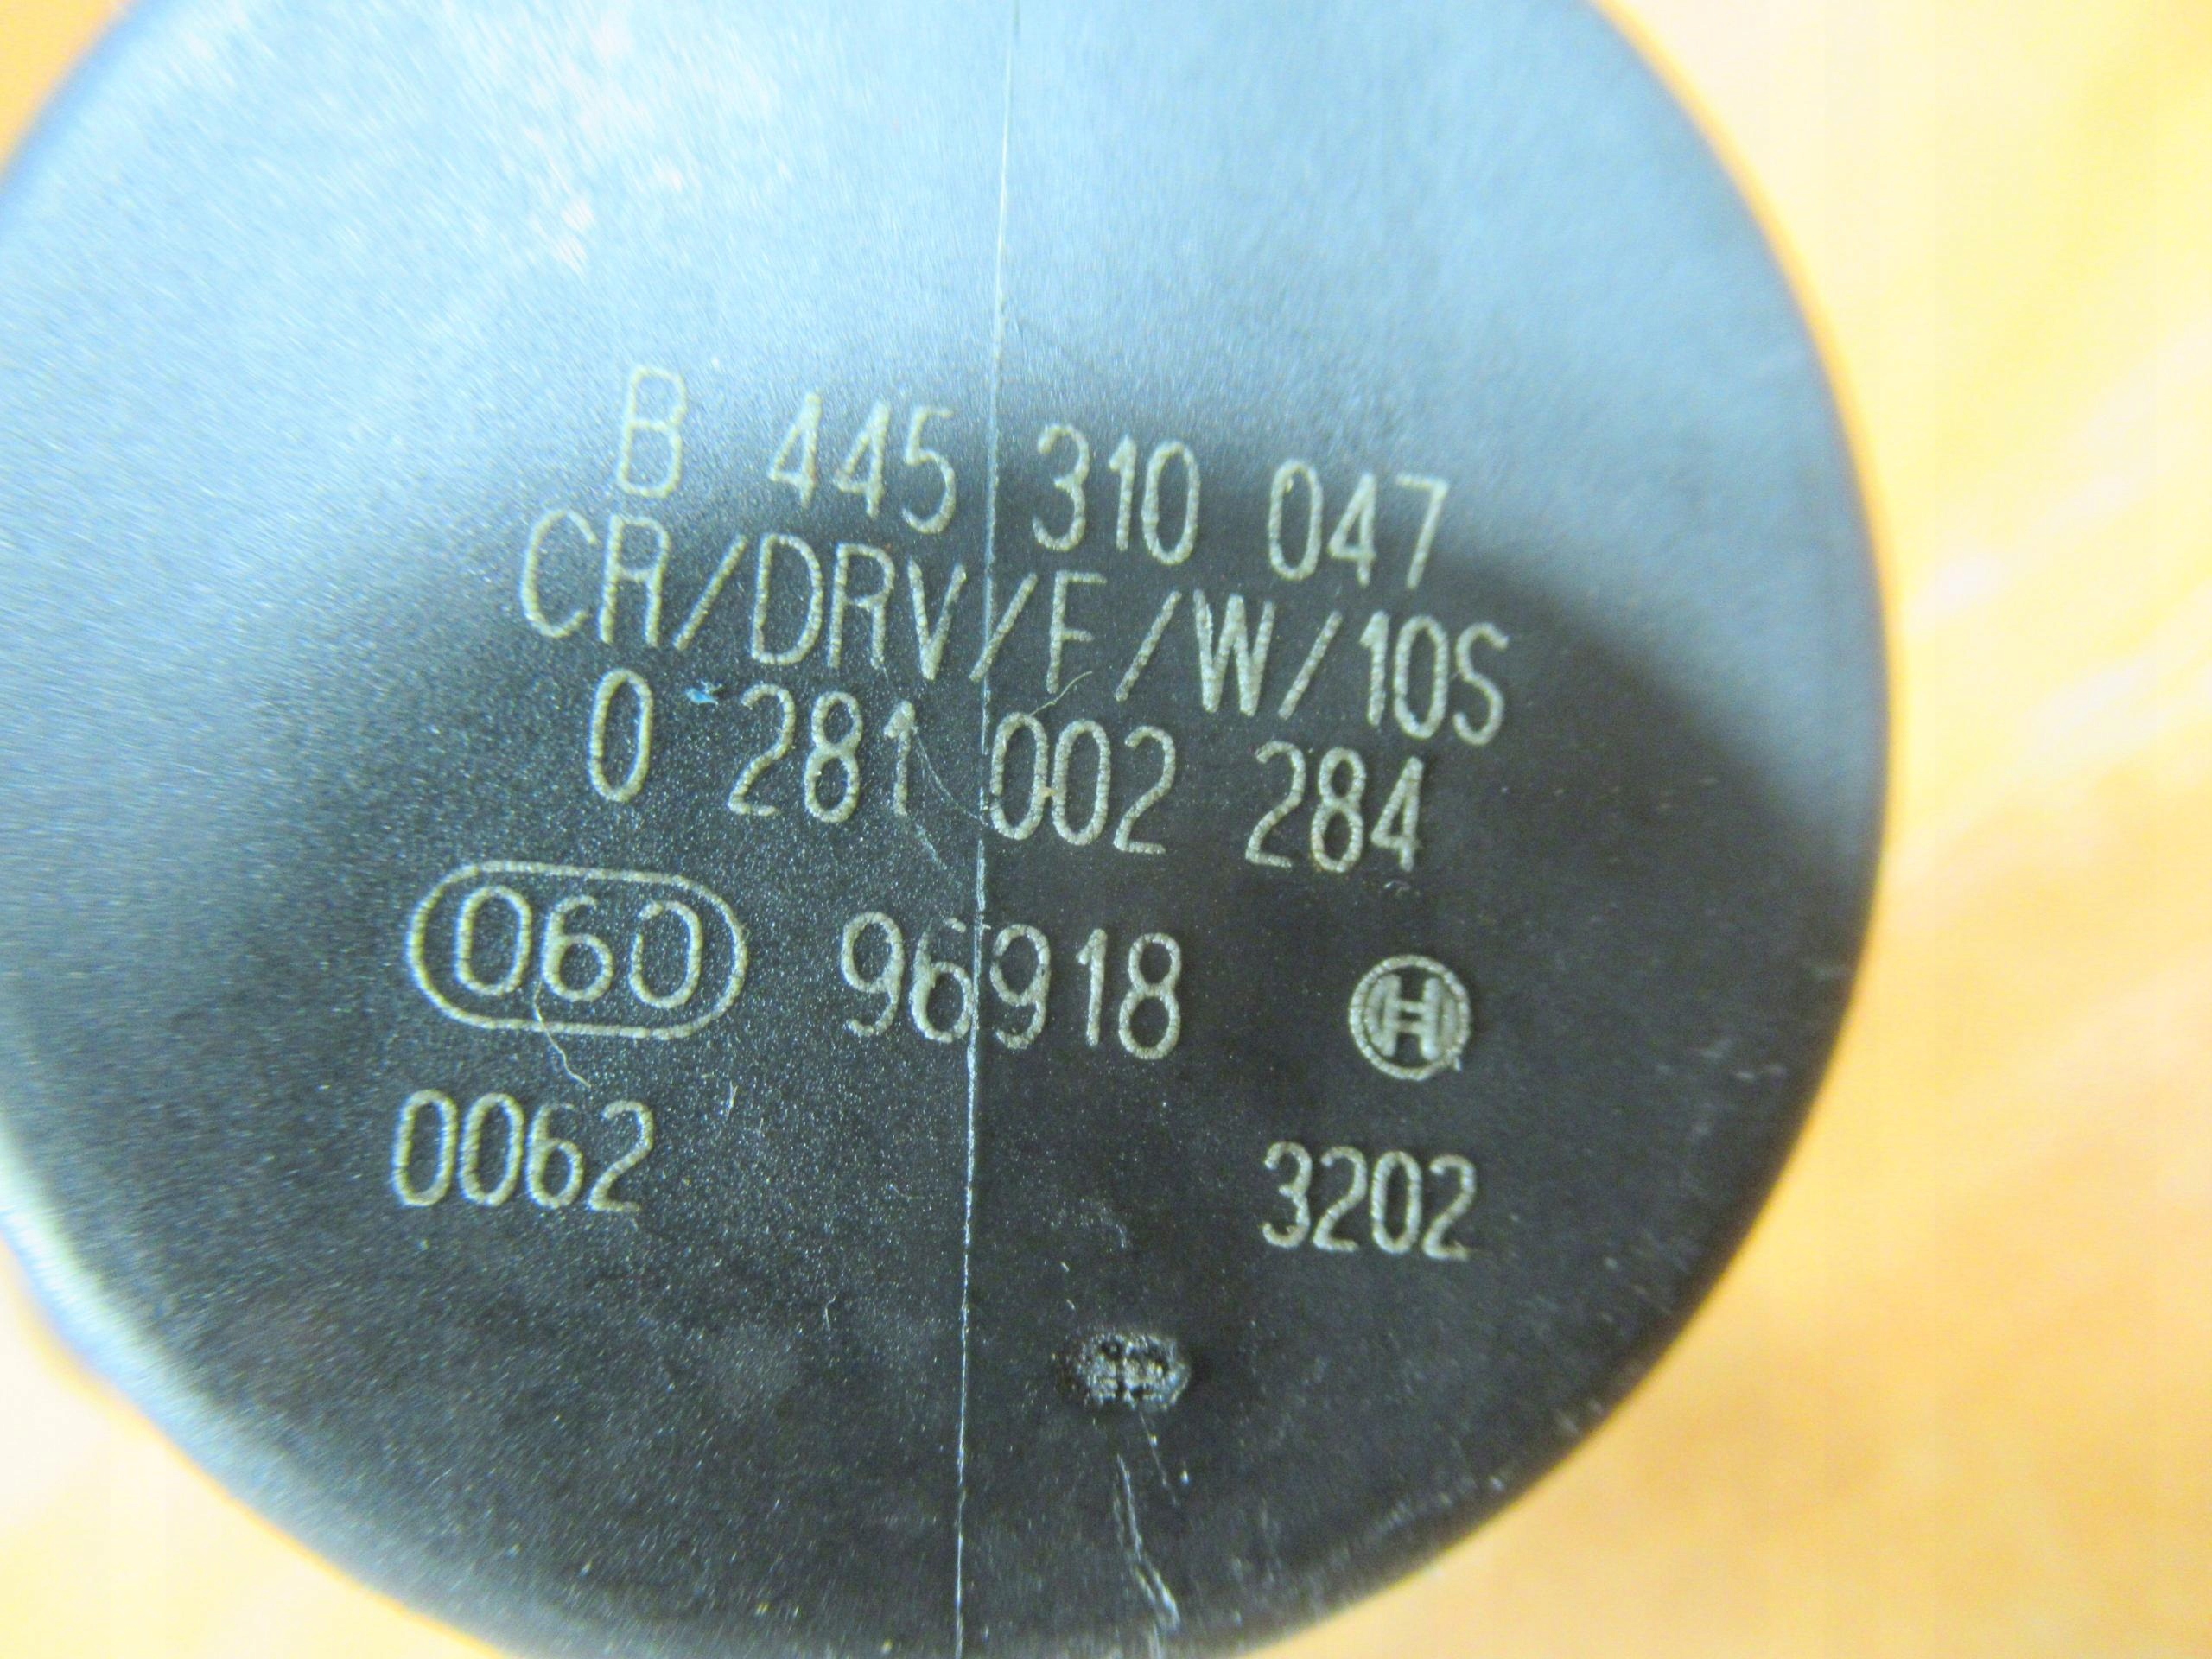 B 445 310 047
CR/DRV/F/W/10S
0 281 002 284
060 96918 H
0062 3202